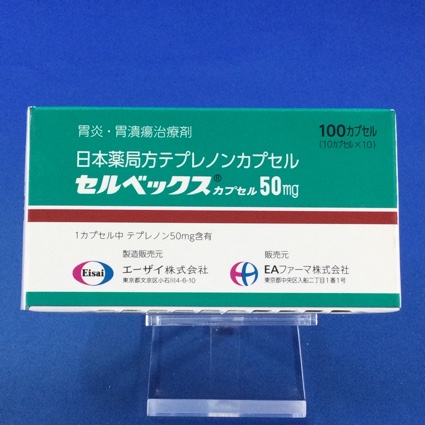 胃炎・胃潰瘍治療剤
100カプセル
(10カプセル×10)
日本薬局方テプレノンカプセル
セルベックス®カプセル50mg
1カプセル中 テプレノン50mg含有
製造販売元
Eisai エーザイ株式会社
東京都文京区小石川4-6-10
販売元
EAファーマ株式会社
東京都中央区入船二丁目1番1号